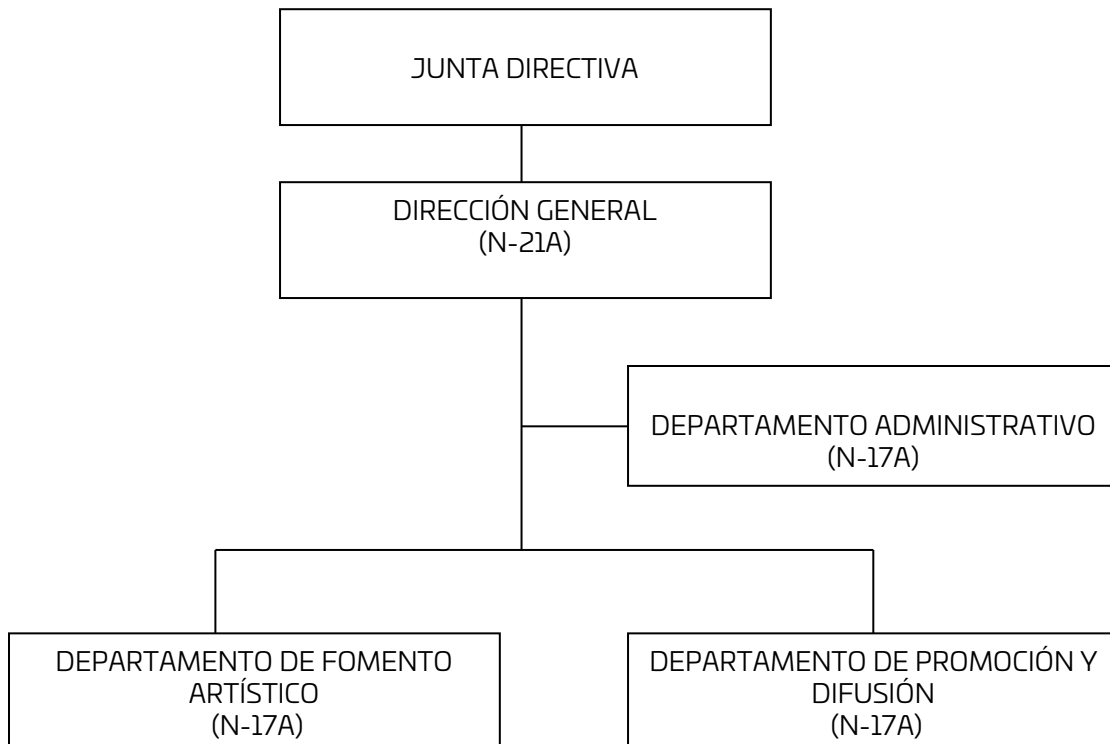 JUNTA DIRECTIVA
DIRECCIÓN GENERAL
(N-21A)
DEPARTAMENTO ADMINISTRATIVO
(N-17A)
DEPARTAMENTO DE FOMENTO
ARTÍSTICO
(N-17A)
DEPARTAMENTO DE PROMOCIÓN Y
DIFUSIÓN
(N-17A)